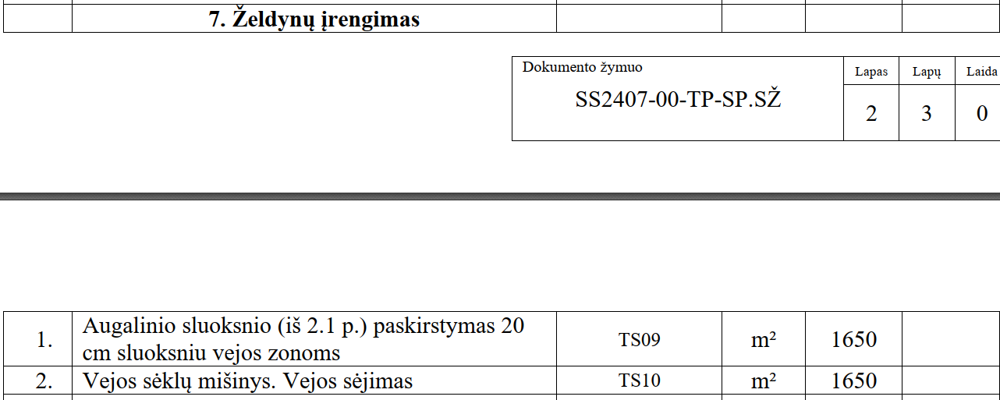 7. Želdynų įrengimas
Dokumento žymuo
Lapas Lapų Laida
SS2407-00-TP-SP.SŽ
2 3 0
1. Augalinio sluoksnio (iš 2.1 p.) paskirstymas 20
cm sluoksniu vejos zonoms TS09 m² 1650
2. Vejos sėklų mišinys. Vejos sėjimas TS10 m² 1650